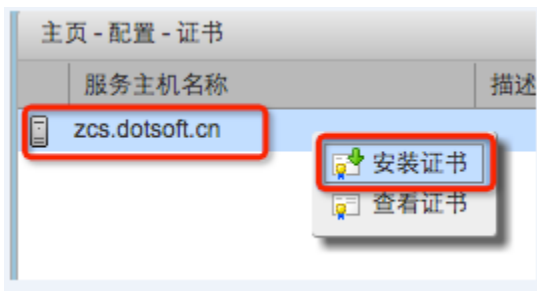 主页 - 配置 - 证书
服务主机名称 描述
zcs.dotsoft.cn
安装证书
查看证书